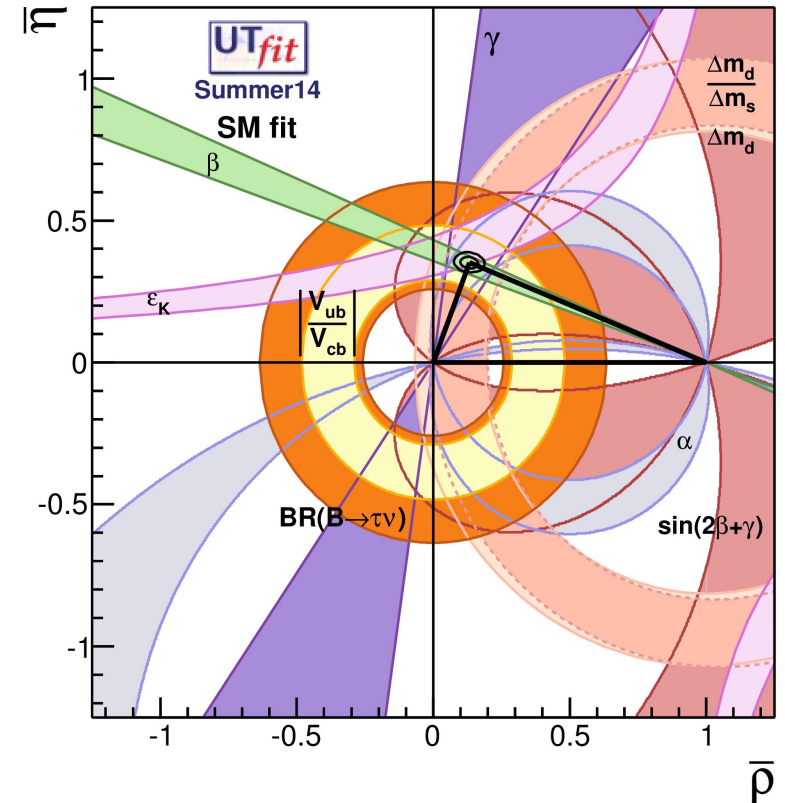 η̅
UTfit
Summer14
SM fit
γ
Δm_d
Δm_s
Δm_d
β
ε_K
|V_ub
V_cb|
α
BR(B→τν)
sin(2β+γ)
1
0.5
0
-0.5
-1
-1
-0.5
0
0.5
1
ρ̅